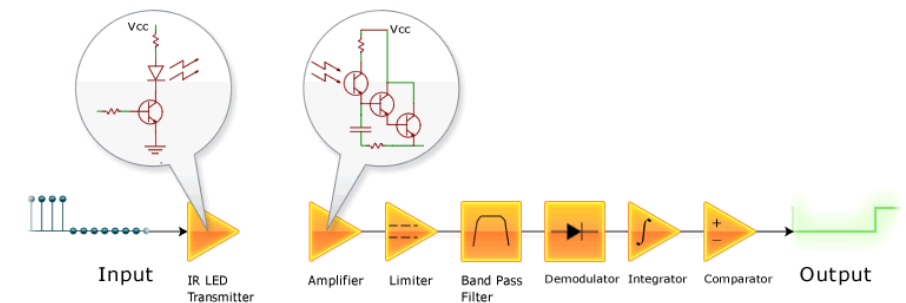 Vcc
Vcc
+
−
Input
IR LED
Transmitter
Amplifier
Limiter
Band Pass
Filter
Demodulator
Integrator
Comparator
Output